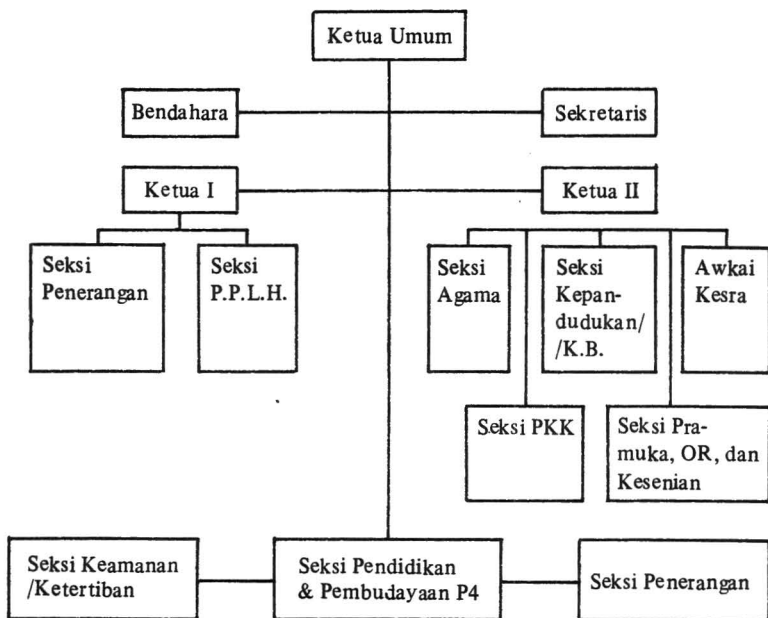 Ketua Umum
Bendahara
Sekretaris
Ketua I
Ketua II
Seksi
Penerangan
Seksi
P.P.L.H.
Seksi
Agama
Seksi
Kepan-
dudukan/
/K.B.
Awkai
Kesra
Seksi PKK
Seksi Pra-
muka, OR, dan
Kesenian
Seksi Keamanan
/Ketertiban
Seksi Pendidikan
& Pembudayaan P4
Seksi Penerangan